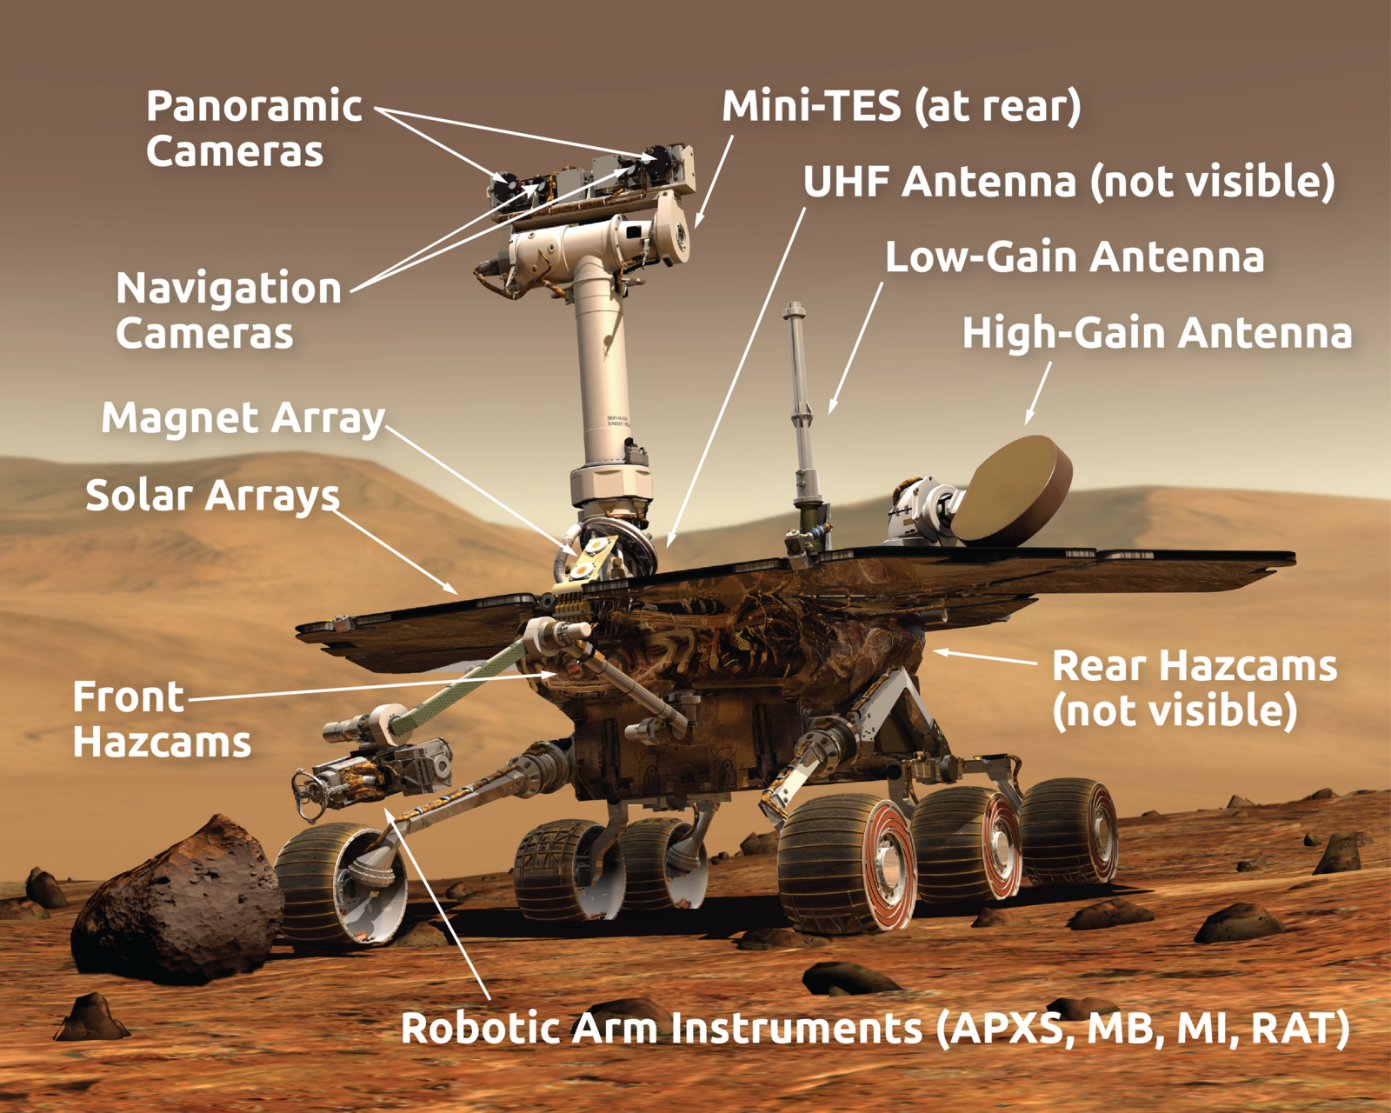 Panoramic
Cameras
Mini-TES (at rear)
UHF Antenna (not visible)
Low-Gain Antenna
High-Gain Antenna
Navigation
Cameras
Magnet Array
Solar Arrays
Front
Hazcams
Rear Hazcams
(not visible)
Robotic Arm Instruments (APXS, MB, MI, RAT)